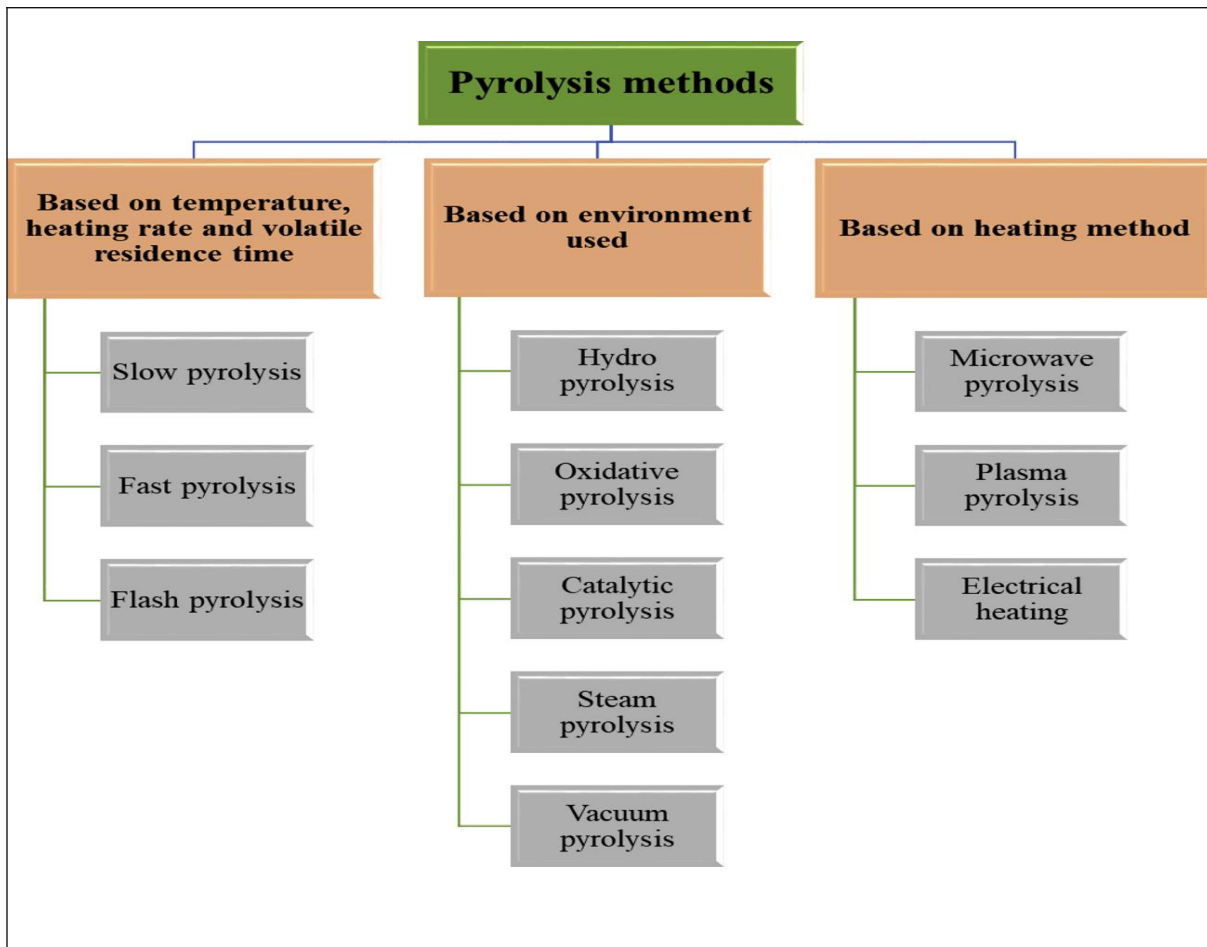 Pyrolysis methods
Based on temperature,
heating rate and volatile
residence time
Slow pyrolysis
Fast pyrolysis
Flash pyrolysis
Based on environment
used
Hydro
pyrolysis
Oxidative
pyrolysis
Catalytic
pyrolysis
Steam
pyrolysis
Vacuum
pyrolysis
Based on heating method
Microwave
pyrolysis
Plasma
pyrolysis
Electrical
heating